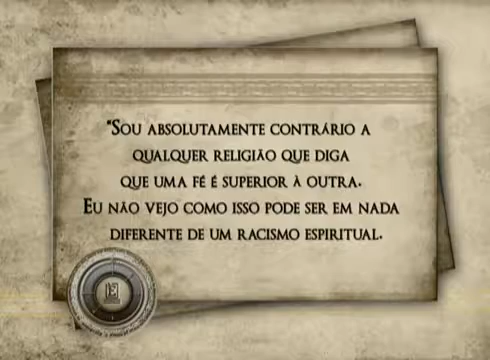 "SOU ABSOLUTAMENTE CONTRÁRIO A
QUALQUER RELIGIÃO QUE DIGA
QUE UMA FÉ É SUPERIOR À OUTRA.
EU NÃO VEJO COMO ISSO PODE SER EM NADA
DIFERENTE DE UM RACISMO ESPIRITUAL.